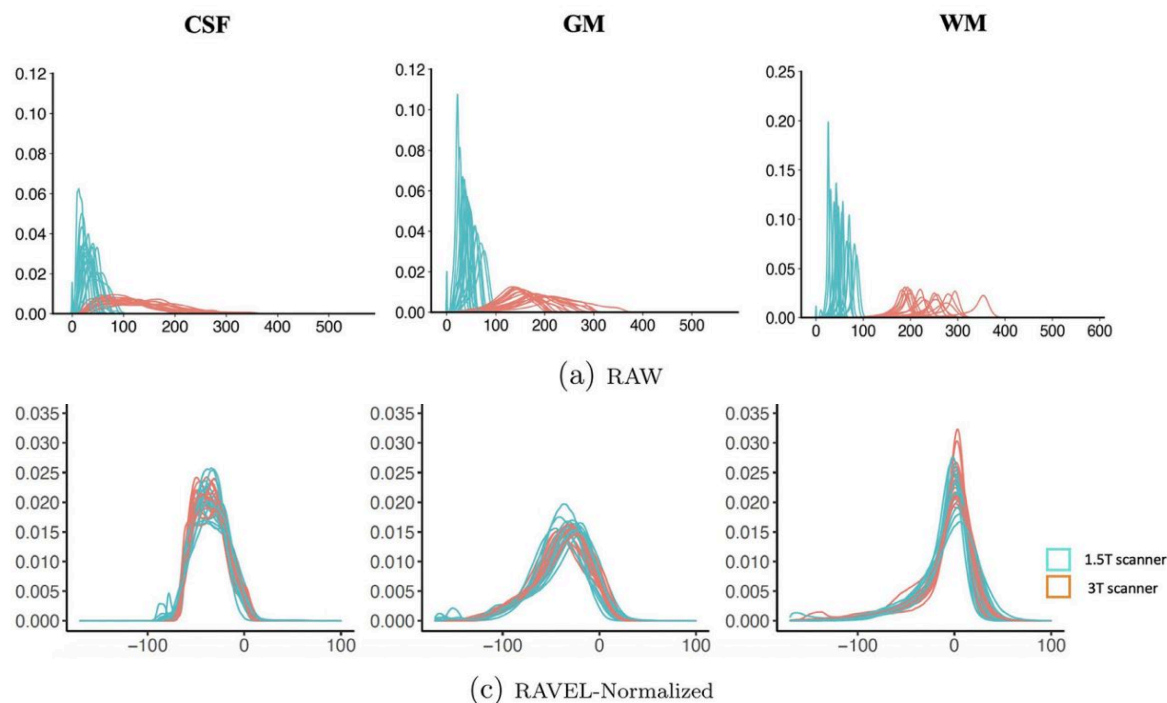 CSF GM WM
0.12 0.12 0.25
0.10 0.10 0.20
0.08 0.08 0.15
0.06 0.06 0.10
0.04 0.04 0.05
0.02 0.02 0.00
0.00 0.00
0 100 200 300 400 500 0 100 200 300 400 500 0 100 200 300 400 500 600
(a) RAW
0.035 0.035 0.035
0.030 0.030 0.030
0.025 0.025 0.025
0.020 0.020 0.020
0.015 0.015 0.015
0.010 0.010 0.010
0.005 0.005 0.005
0.000 0.000 0.000
−100 0 100 −100 0 100 −100 0 100
1.5T scanner
3T scanner
(c) RAVEL-Normalized